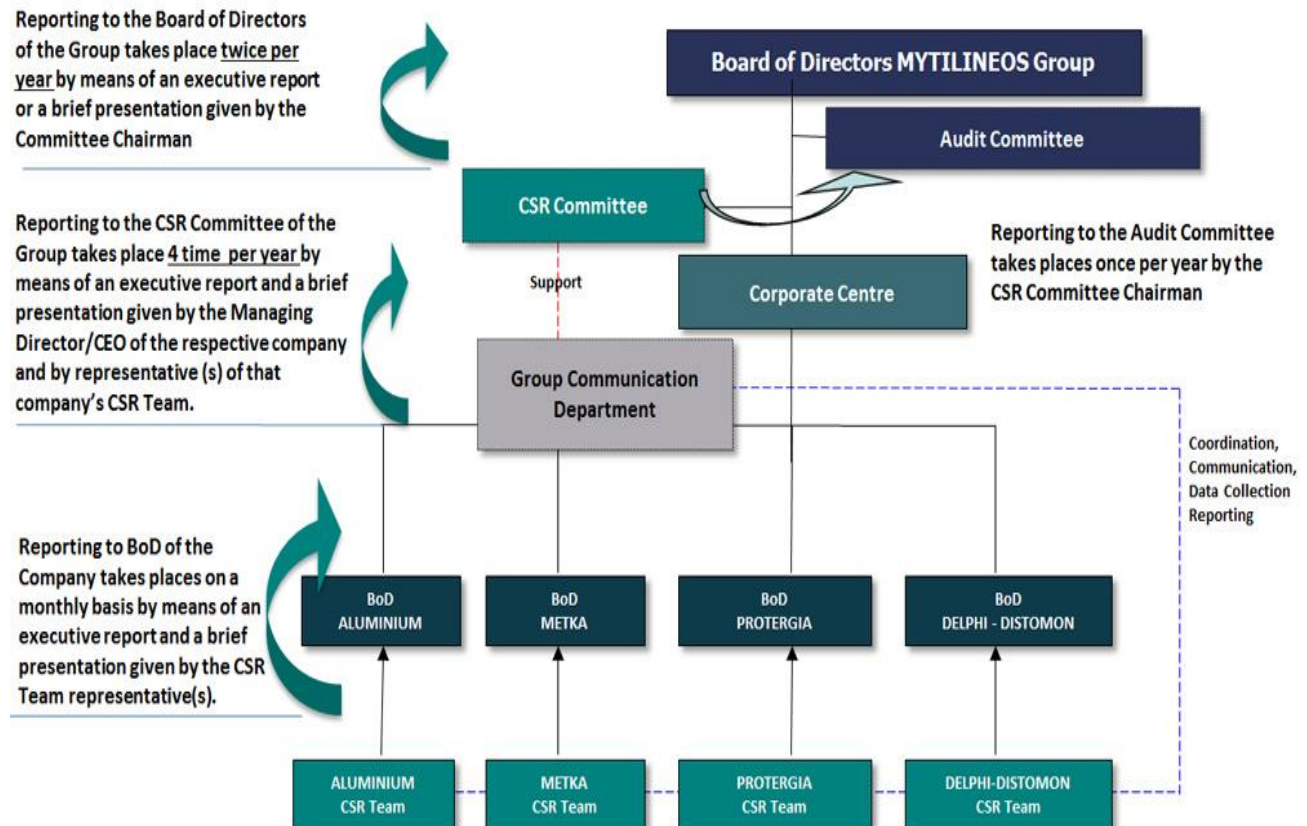 Reporting to the Board of Directors
of the Group takes place twice per
year by means of an executive report
or a brief presentation given by the
Committee Chairman
Board of Directors MYTILINEOS Group
Audit Committee
CSR Committee
Reporting to the CSR Committee of the
Group takes place 4 time per year by
means of an executive report and a brief
presentation given by the Managing
Director/CEO of the respective company
and by representative (s) of that
company's CSR Team.
Support
Corporate Centre
Reporting to the Audit Committee
takes places once per year by the
CSR Committee Chairman
Group Communication
Department
Coordination,
Communication,
Data Collection
Reporting
Reporting to BoD of the
Company takes places on a
monthly basis by means of an
executive report and a brief
presentation given by the CSR
Team representative(s).
BoD
ALUMINIUM
BoD
METKA
BoD
PROTERGIA
BoD
DELPHI - DISTOMON
ALUMINIUM
CSR Team
METKA
CSR Team
PROTERGIA
CSR Team
DELPHI-DISTOMON
CSR Team